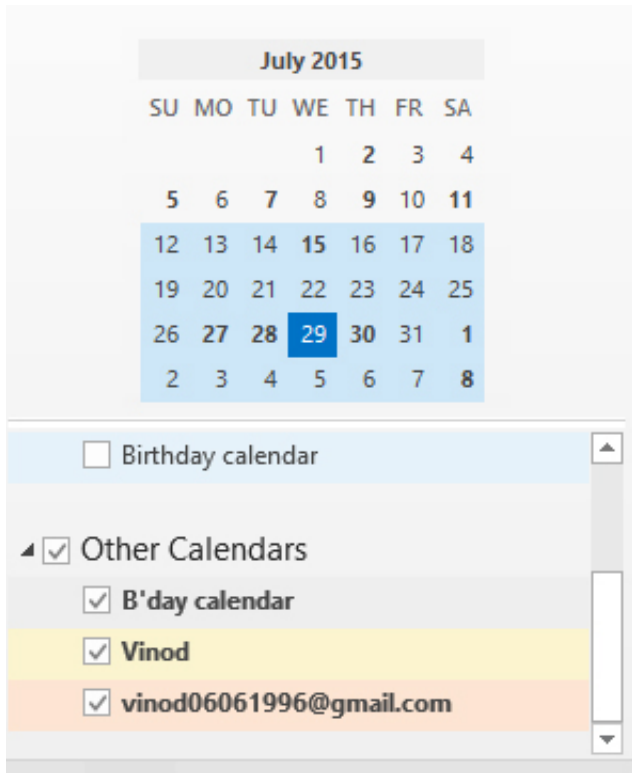 July 2015
SU MO TU WE TH FR SA
1 2 3 4
5 6 7 8 9 10 11
12 13 14 15 16 17 18
19 20 21 22 23 24 25
26 27 28 29 30 31 1
2 3 4 5 6 7 8
Birthday calendar
Other Calendars
B'day calendar
Vinod
vinod06061996@gmail.com